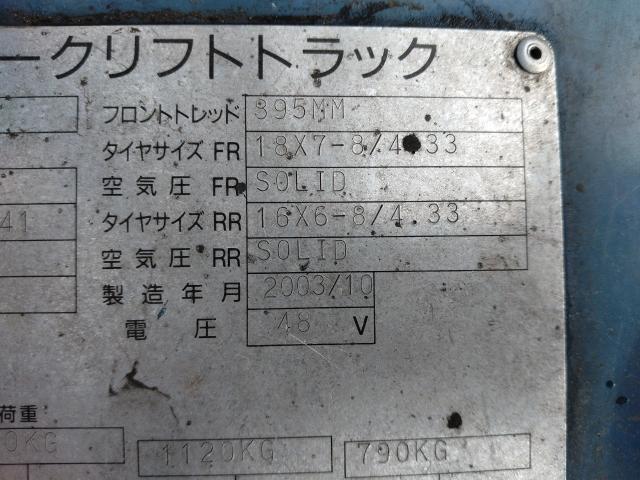 ークリフトトラック
フロントトレッド 895MM
タイヤサイズ FR 18X7-8/4.33
空気圧 FR SOLID
41 タイヤサイズ RR 16X6-8/4.33
空気圧 RR SOLID
製造年月 2003/10
電圧 48 V
荷重
0KG 1120KG 790KG